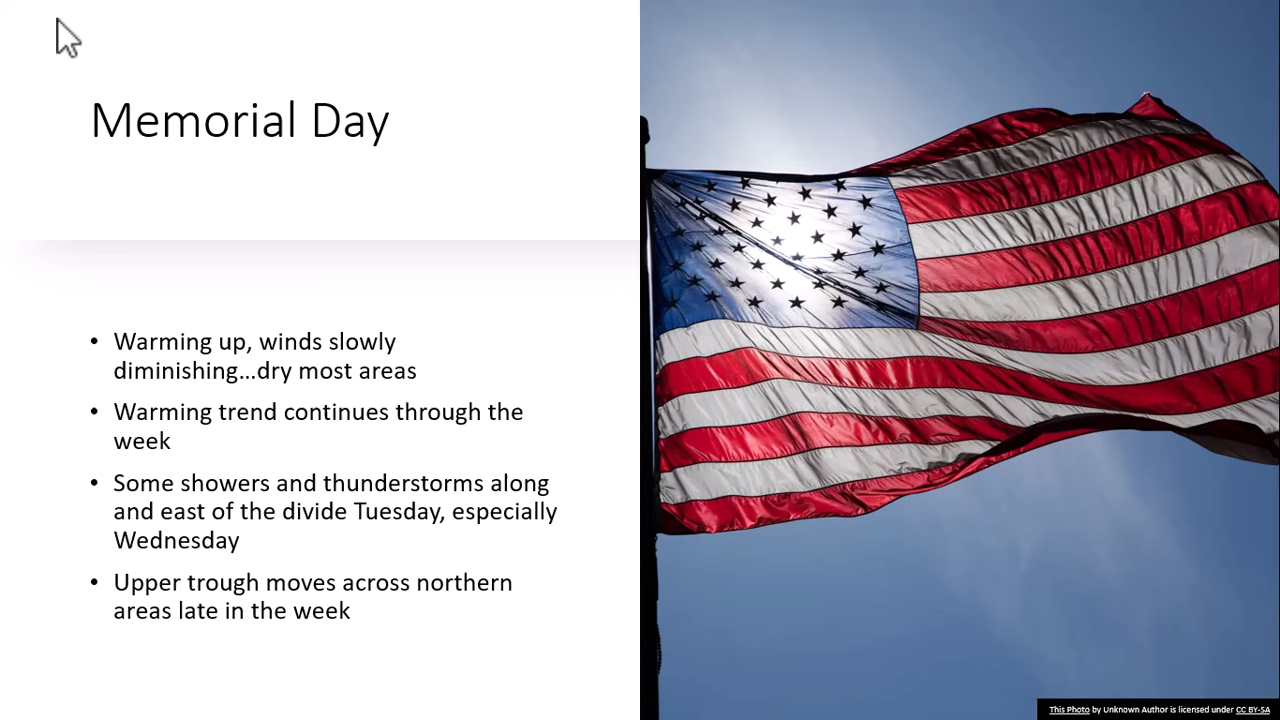 Memorial Day
• Warming up, winds slowly
diminishing...dry most areas
• Warming trend continues through the
week
• Some showers and thunderstorms along
and east of the divide Tuesday, especially
Wednesday
• Upper trough moves across northern
areas late in the week
This Photo by Unknown Author is licensed under CC BY-SA